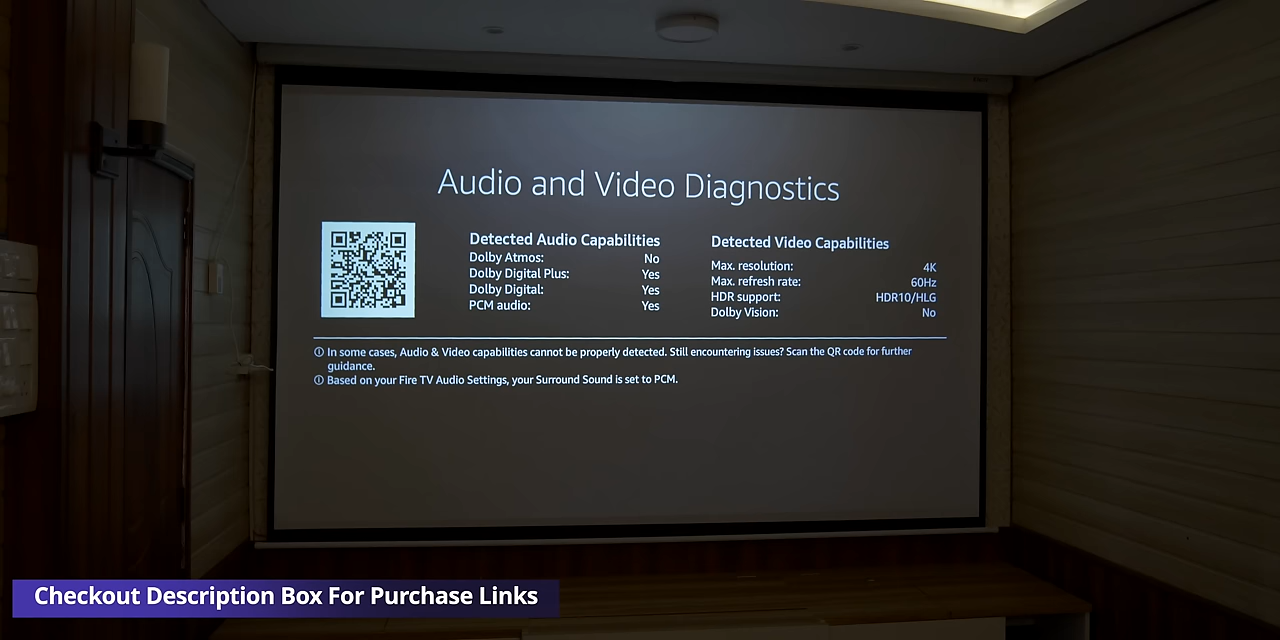 Audio and Video Diagnostics
Detected Audio Capabilities
Dolby Atmos: No
Dolby Digital Plus: Yes
Dolby Digital: Yes
PCM audio: Yes
Detected Video Capabilities
Max. resolution: 4K
Max. refresh rate: 60Hz
HDR support: HDR10/HLG
Dolby Vision: No
In some cases, Audio & Video capabilities cannot be properly detected. Still encountering issues? Scan the QR code for further
guidance.
Based on your Fire TV Audio Settings, your Surround Sound is set to PCM.
Checkout Description Box For Purchase Links